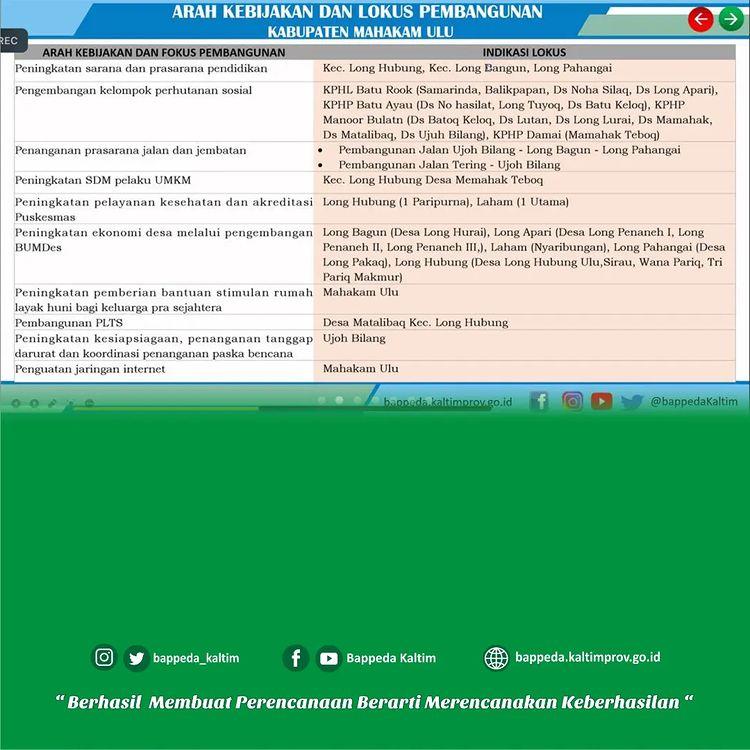 ARAH KEBIJAKAN DAN LOKUS PEMBANGUNAN
KABUPATEN MAHAKAM ULU
REC
ARAH KEBIJAKAN DAN FOKUS PEMBANGUNAN
INDIKASI LOKUS
Peningkatan sarana dan prasarana pendidikan
Kec. Long Hubung, Kec. Long Bangun, Long Pahangai
Pengembangan kelompok perhutanan sosial
KPHL Batu Rook (Samarinda, Balikpapan, Ds Noha Silaq, Ds Long Apari),
KPHP Batu Ayau (Ds No hasilat, Long Tuyoq, Ds Batu Keloq), KPHP
Manoor Bulatn (Ds Batoq Keloq, Ds Lutan, Ds Long Lurai, Ds Mamahak,
Ds Matalibaq, Ds Ujuh Bilang), KPHP Damai (Mamahak Teboq)
Penanganan prasarana jalan dan jembatan
• Pembangunan Jalan Ujoh Bilang - Long Bagun - Long Pahangai
• Pembangunan Jalan Tering - Ujoh Bilang
Peningkatan SDM pelaku UMKM
Kec. Long Hubung Desa Memahak Teboq
Peningkatan pelayanan kesehatan dan akreditasi
Puskesmas
Long Hubung (1 Paripurna), Laham (1 Utama)
Peningkatan ekonomi desa melalui pengembangan
BUMDes
Long Bagun (Desa Long Hurai), Long Apari (Desa Long Penaneh I, Long
Penaneh II, Long Penaneh III,), Laham (Nyaribungan), Long Pahangai (Desa
Long Pakaq), Long Hubung (Desa Long Hubung Ulu,Sirau, Wana Pariq, Tri
Pariq Makmur)
Peningkatan pemberian bantuan stimulan rumah
layak huni bagi keluarga pra sejahtera
Mahakam Ulu
Pembangunan PLTS
Desa Matalibaq Kec. Long Hubung
Peningkatan kesiapsiagaan, penanganan tanggap
darurat dan koordinasi penanganan paska bencana
Ujoh Bilang
Penguatan jaringan internet
Mahakam Ulu
bappeda.kaltimprov.go.id
@bappedaKaltim
bappeda_kaltim
Bappeda Kaltim
bappeda.kaltimprov.go.id
“ Berhasil Membuat Perencanaan Berarti Merencanakan Keberhasilan “